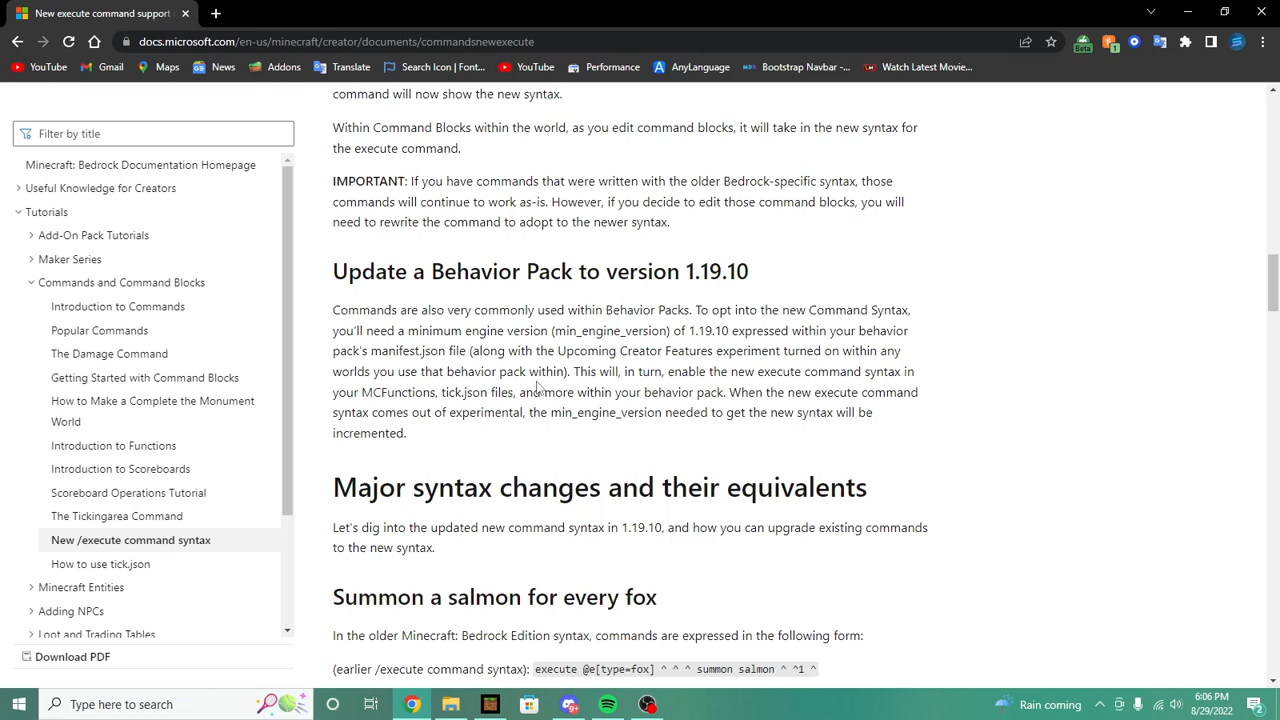 New execute command support
docs.microsoft.com/en-us/minecraft/creator/documents/commandsnewexecute
Beta
1
YouTube
Gmail
Maps
News
Addons
Translate
Search Icon | Font...
YouTube
Performance
AnyLanguage
Bootstrap Navbar -...
Watch Latest Movie...
Filter by title
Minecraft: Bedrock Documentation Homepage
Useful Knowledge for Creators
Tutorials
Add-On Pack Tutorials
Maker Series
Commands and Command Blocks
Introduction to Commands
Popular Commands
The Damage Command
Getting Started with Command Blocks
How to Make a Complete the Monument
World
Introduction to Functions
Introduction to Scoreboards
Scoreboard Operations Tutorial
The Tickingarea Command
New /execute command syntax
How to use tick.json
Minecraft Entities
Adding NPCs
Loot and Trading Tables
Download PDF
command will now show the new syntax.
Within Command Blocks within the world, as you edit command blocks, it will take in the new syntax for
the execute command.
IMPORTANT: If you have commands that were written with the older Bedrock-specific syntax, those
commands will continue to work as-is. However, if you decide to edit those command blocks, you will
need to rewrite the command to adopt to the newer syntax.
Update a Behavior Pack to version 1.19.10
Commands are also very commonly used within Behavior Packs. To opt into the new Command Syntax,
you'll need a minimum engine version (min_engine_version) of 1.19.10 expressed within your behavior
pack's manifest.json file (along with the Upcoming Creator Features experiment turned on within any
worlds you use that behavior pack within). This will, in turn, enable the new execute command syntax in
your MCFunctions, tick.json files, and more within your behavior pack. When the new execute command
syntax comes out of experimental, the min_engine_version needed to get the new syntax will be
incremented.
Major syntax changes and their equivalents
Let's dig into the updated new command syntax in 1.19.10, and how you can upgrade existing commands
to the new syntax.
Summon a salmon for every fox
In the older Minecraft: Bedrock Edition syntax, commands are expressed in the following form:
(earlier /execute command syntax): execute @e[type=fox] ^ ^ ^ summon salmon ^ ^1 ^
Type here to search
Rain coming
6:06 PM
8/29/2022
2